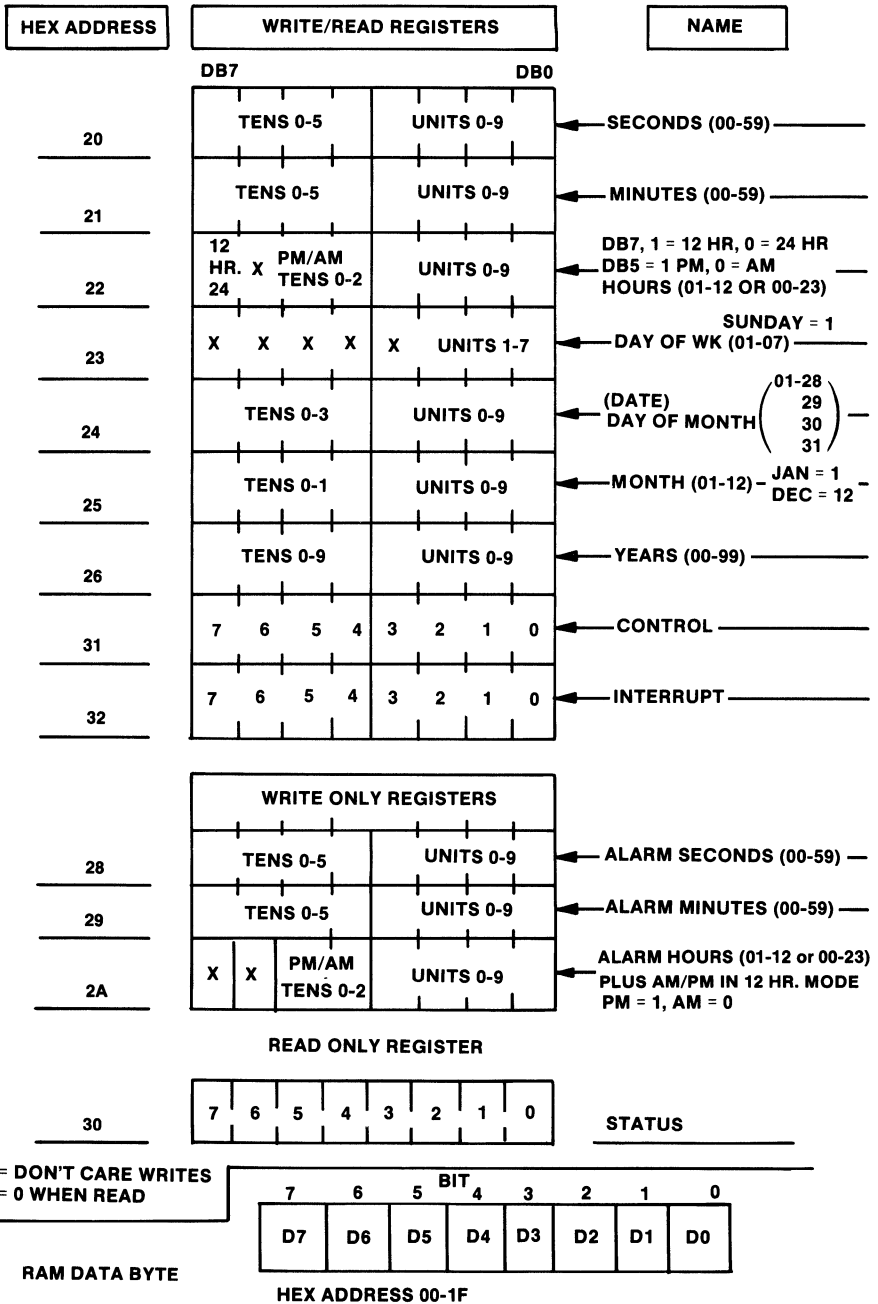 HEX ADDRESS WRITE/READ REGISTERS NAME
DB7 DB0
20 TENS 0-5 UNITS 0-9 SECONDS (00-59)
21 TENS 0-5 UNITS 0-9 MINUTES (00-59)
22 12 HR. 24 X PM/AM TENS 0-2 UNITS 0-9 DB7, 1 = 12 HR, 0 = 24 HR
DB5 = 1 PM, 0 = AM
HOURS (01-12 OR 00-23)
SUNDAY = 1
23 X X X X X UNITS 1-7 DAY OF WK (01-07)
24 TENS 0-3 UNITS 0-9 (DATE) DAY OF MONTH 01-28 29 30 31
25 TENS 0-1 UNITS 0-9 MONTH (01-12) – JAN = 1
DEC = 12
26 TENS 0-9 UNITS 0-9 YEARS (00-99)
31 7 6 5 4 3 2 1 0 CONTROL
32 7 6 5 4 3 2 1 0 INTERRUPT
WRITE ONLY REGISTERS
28 TENS 0-5 UNITS 0-9 ALARM SECONDS (00-59)
29 TENS 0-5 UNITS 0-9 ALARM MINUTES (00-59)
2A X X PM/AM TENS 0-2 UNITS 0-9 ALARM HOURS (01-12 or 00-23)
PLUS AM/PM IN 12 HR. MODE
PM = 1, AM = 0
READ ONLY REGISTER
30 7 6 5 4 3 2 1 0 STATUS
= DON'T CARE WRITES
= 0 WHEN READ
BIT
7 6 5 4 3 2 1 0
D7 D6 D5 D4 D3 D2 D1 D0
RAM DATA BYTE
HEX ADDRESS 00-1F